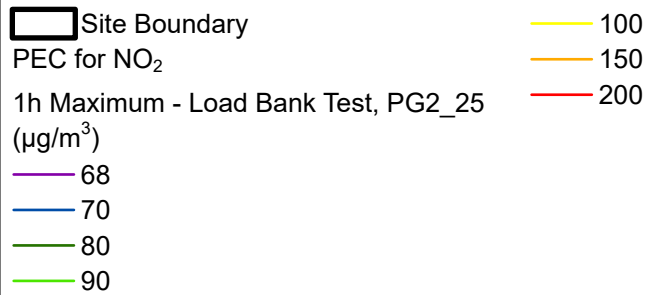 Site Boundary
PEC for NO₂
1h Maximum - Load Bank Test, PG2_25
(µg/m³)
68
70
80
90
100
150
200